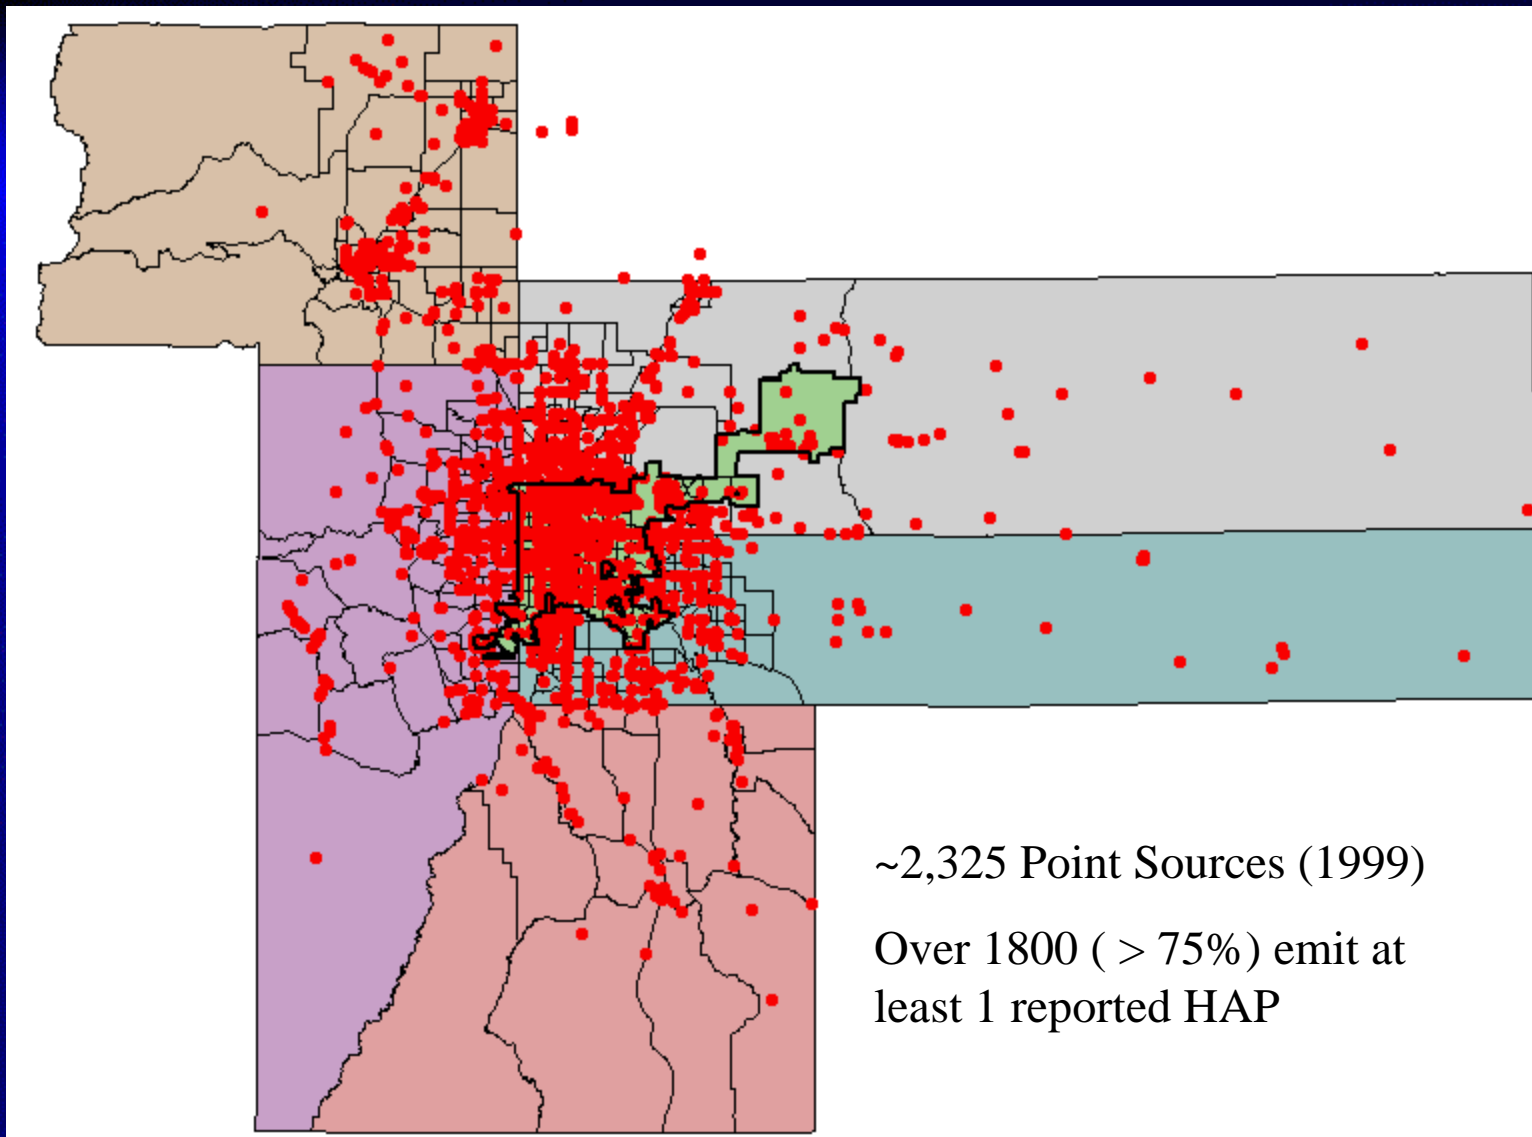 ~2,325 Point Sources (1999)
Over 1800 ( > 75%) emit at
least 1 reported HAP